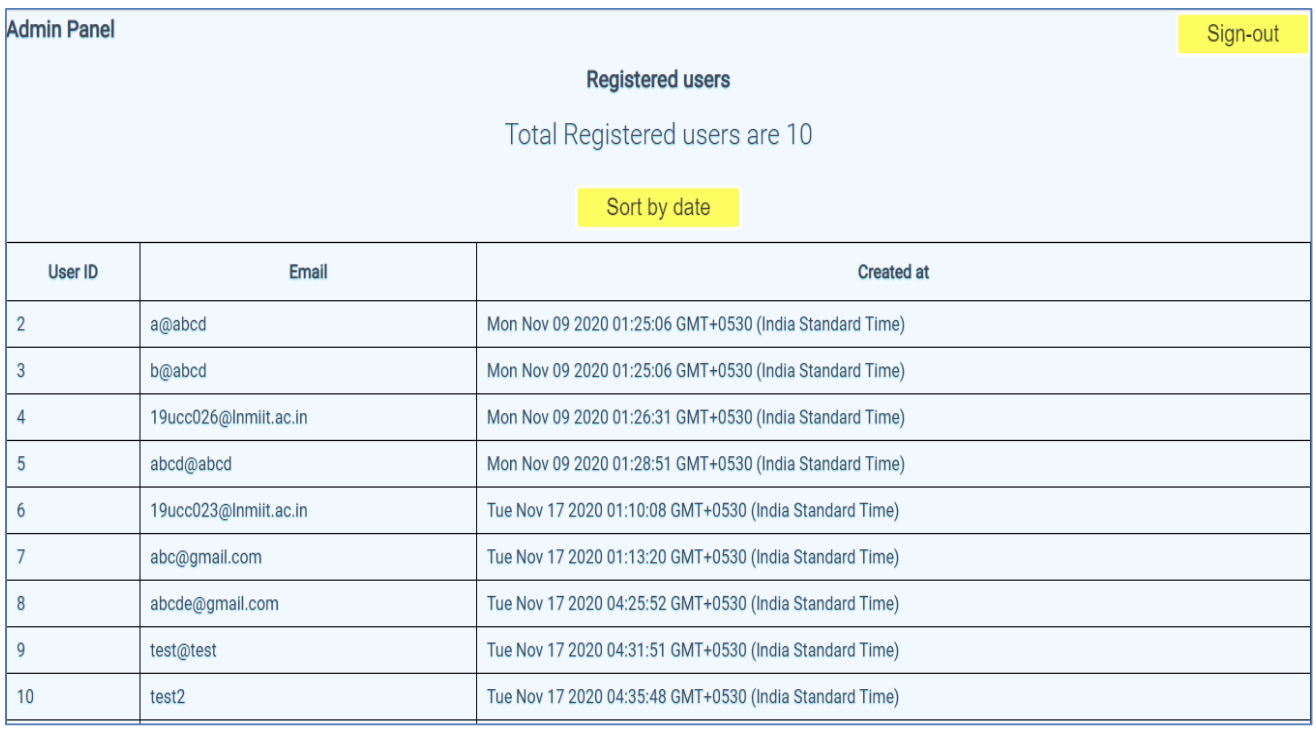 Admin Panel
Sign-out
Registered users
Total Registered users are 10
Sort by date
User ID Email Created at
2 a@abcd Mon Nov 09 2020 01:25:06 GMT+0530 (India Standard Time)
3 b@abcd Mon Nov 09 2020 01:25:06 GMT+0530 (India Standard Time)
4 19ucc026@lnmiit.ac.in Mon Nov 09 2020 01:26:31 GMT+0530 (India Standard Time)
5 abcd@abcd Mon Nov 09 2020 01:28:51 GMT+0530 (India Standard Time)
6 19ucc023@lnmiit.ac.in Tue Nov 17 2020 01:10:08 GMT+0530 (India Standard Time)
7 abc@gmail.com Tue Nov 17 2020 01:13:20 GMT+0530 (India Standard Time)
8 abcde@gmail.com Tue Nov 17 2020 04:25:52 GMT+0530 (India Standard Time)
9 test@test Tue Nov 17 2020 04:31:51 GMT+0530 (India Standard Time)
10 test2 Tue Nov 17 2020 04:35:48 GMT+0530 (India Standard Time)